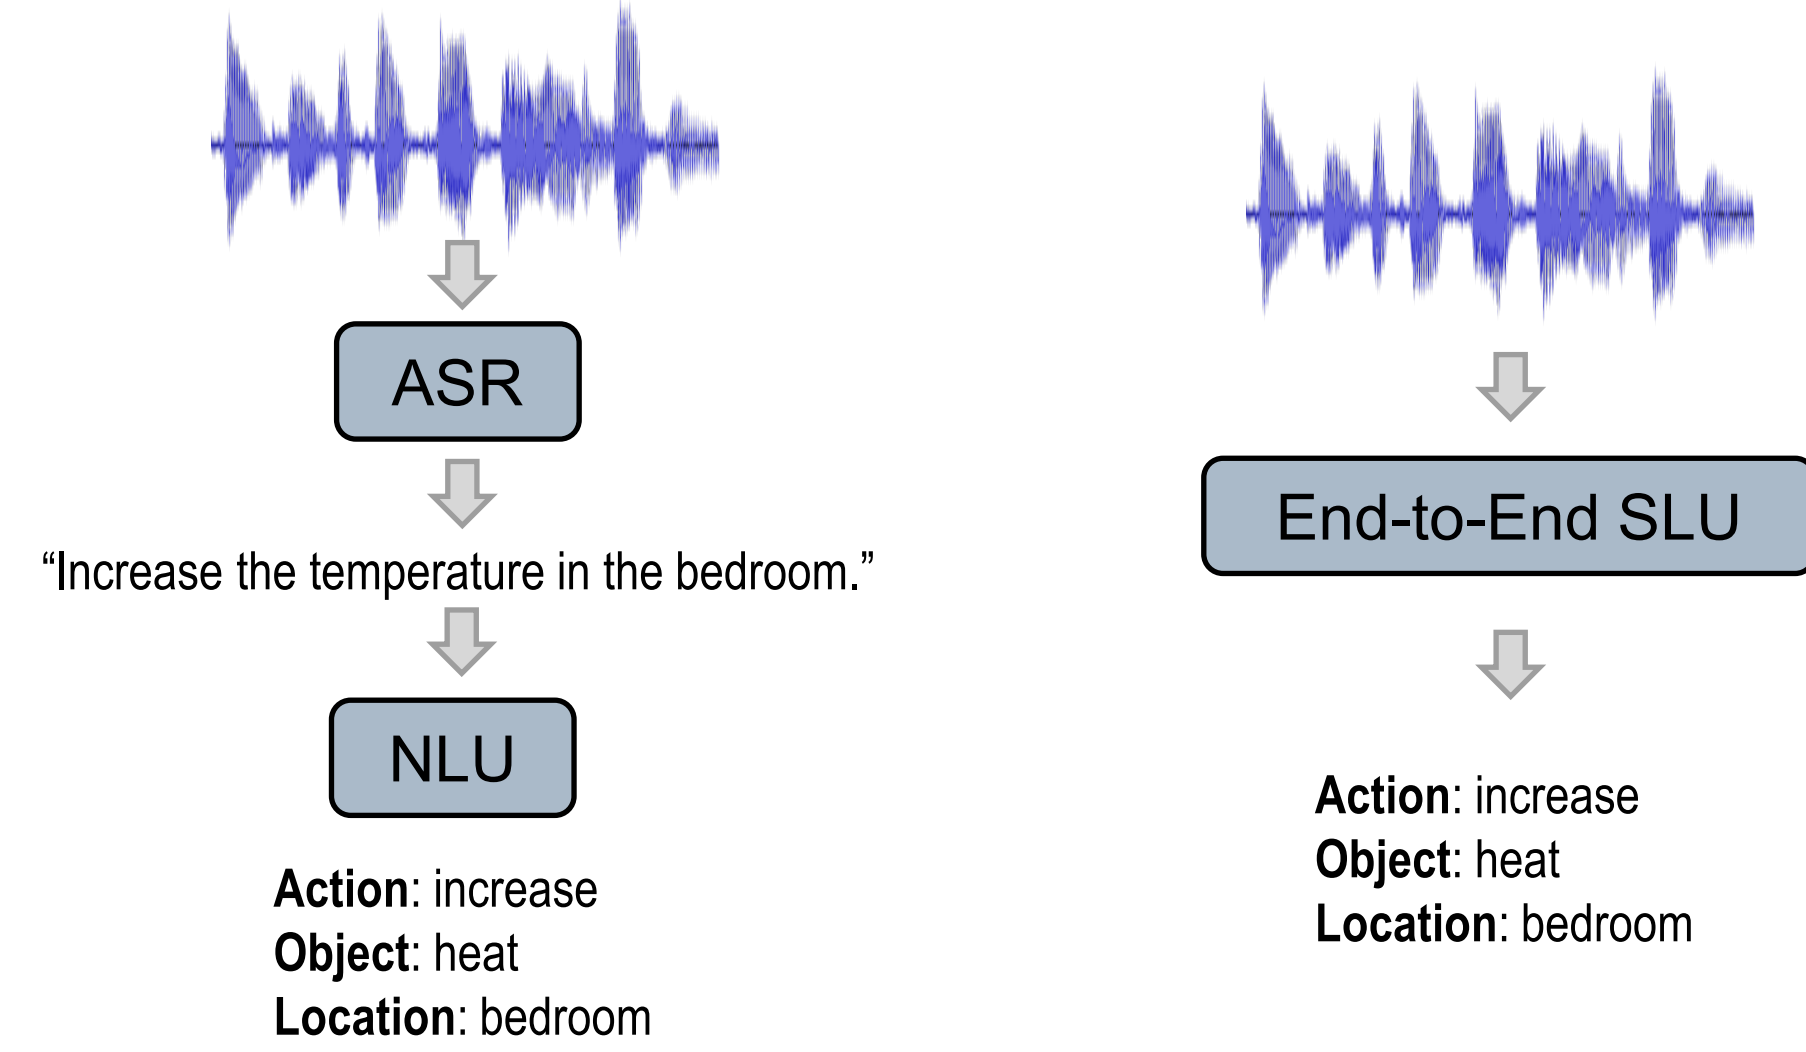 ASR
“Increase the temperature in the bedroom.”
NLU
Action: increase
Object: heat
Location: bedroom
End-to-End SLU
Action: increase
Object: heat
Location: bedroom